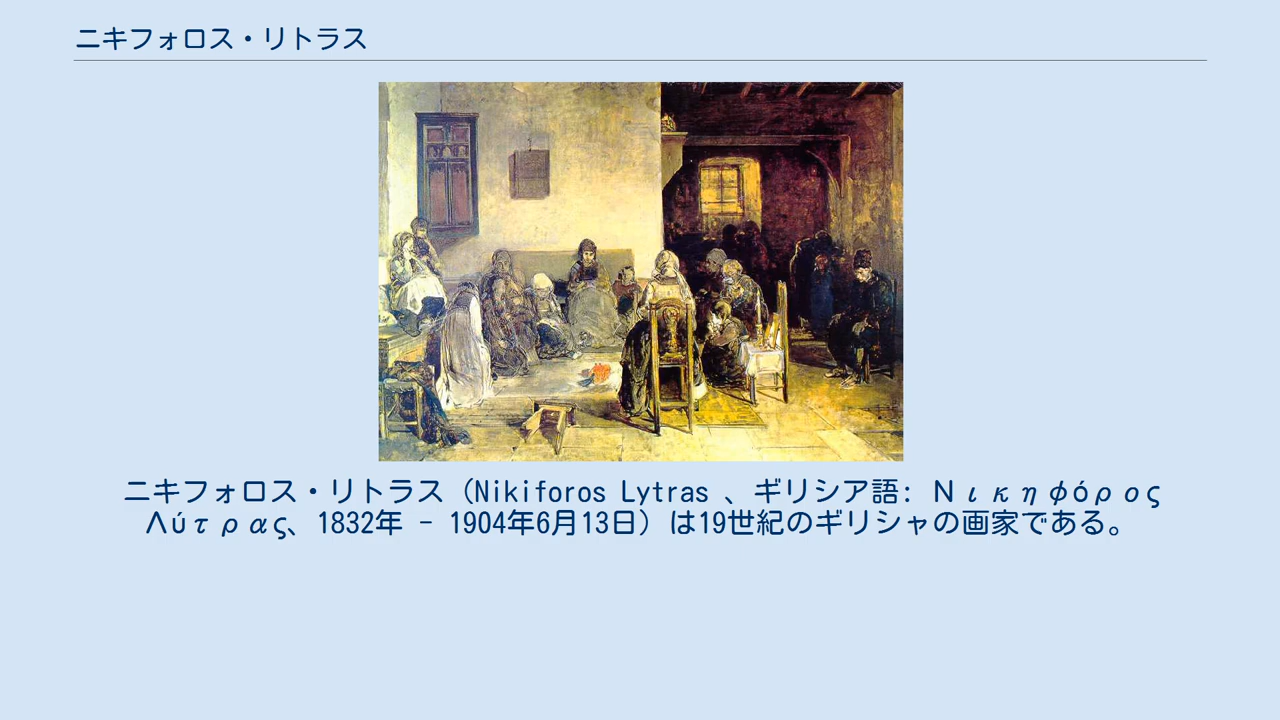 ニキフォロス・リトラス
ニキフォロス・リトラス（Nikiforos Lytras 、ギリシア語: Νικηφόρος
Λύτρας、1832年 - 1904年6月13日）は19世紀のギリシャの画家である。